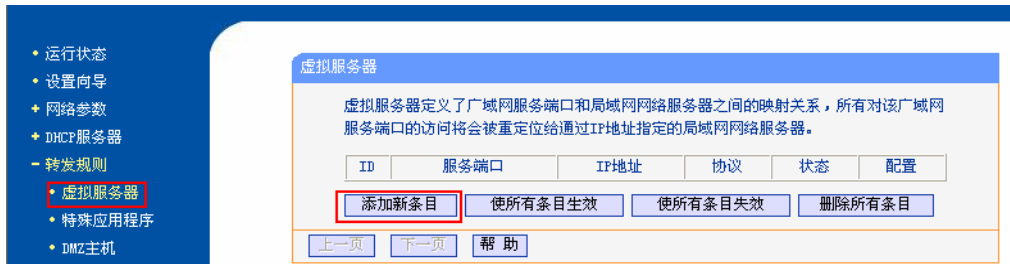 运行状态
设置向导
网络参数
DHCP服务器
转发规则
虚拟服务器
特殊应用程序
DMZ主机
虚拟服务器
虚拟服务器定义了广域网服务端口和局域网网络服务器之间的映射关系，所有对该广域网
服务端口的访问将会被重定位给通过IP地址指定的局域网网络服务器。
ID 服务端口 IP地址 协议 状态 配置
添加新条目 使所有条目生效 使所有条目失效 删除所有条目
上一页 下一页 帮 助